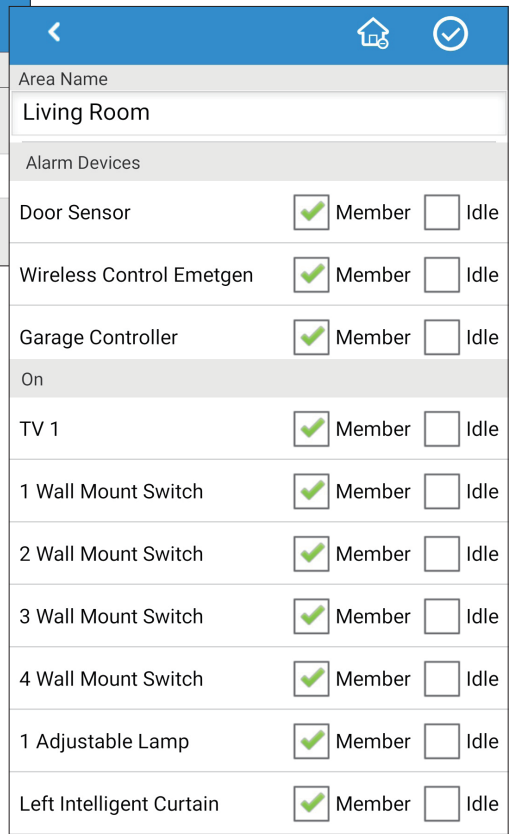 Area Name
Living Room
Alarm Devices
Door Sensor Member Idle
Wireless Control Emetgen Member Idle
Garage Controller Member Idle
On
TV 1 Member Idle
1 Wall Mount Switch Member Idle
2 Wall Mount Switch Member Idle
3 Wall Mount Switch Member Idle
4 Wall Mount Switch Member Idle
1 Adjustable Lamp Member Idle
Left Intelligent Curtain Member Idle